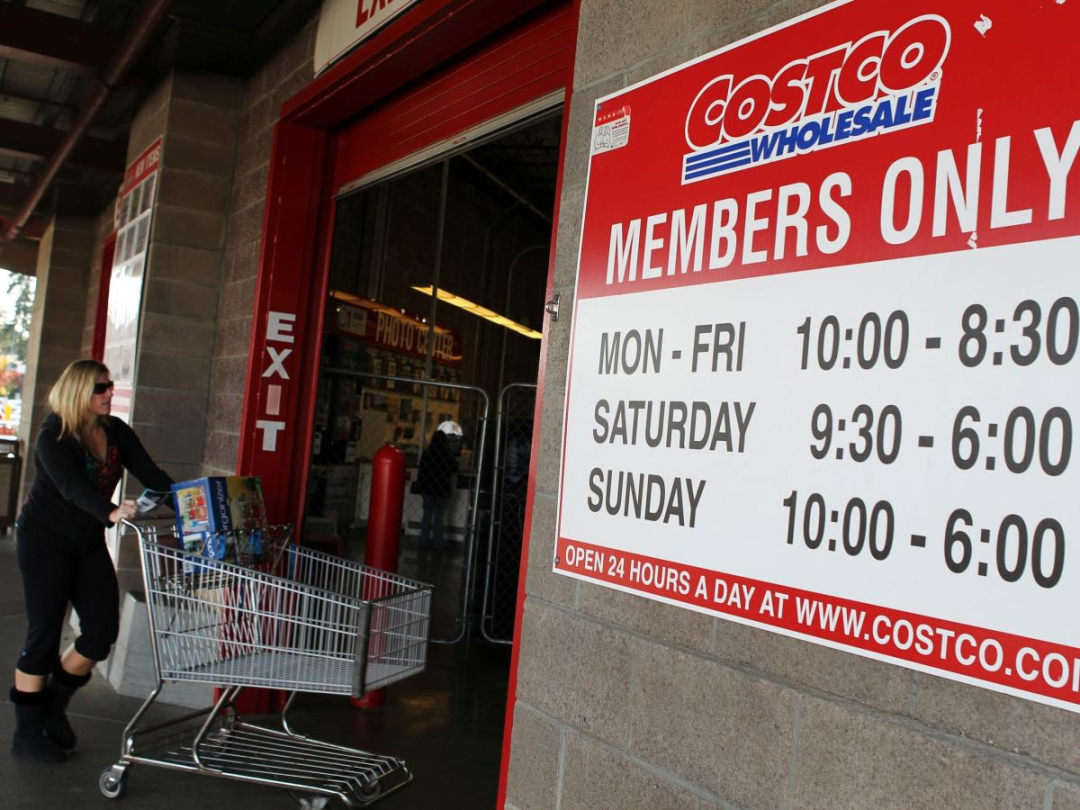 COSTCO
WHOLESALE
MEMBERS ONLY
MON - FRI 10:00 - 8:30
SATURDAY 9:30 - 6:00
SUNDAY 10:00 - 6:00
OPEN 24 HOURS A DAY AT WWW.COSTCO.CO
EXIT
PHOTO CENTER
organizer